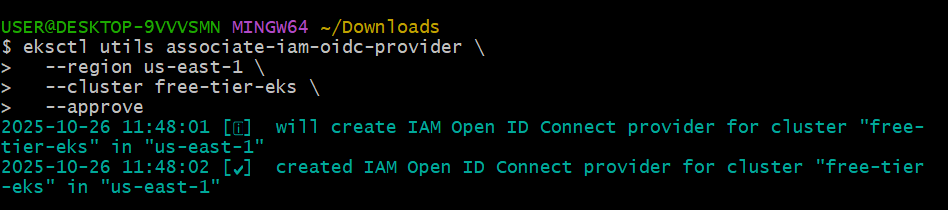 USER@DESKTOP-9VVVSMN MINGW64 ~/Downloads
$ eksctl utils associate-iam-oidc-provider \
>   --region us-east-1 \
>   --cluster free-tier-eks \
>   --approve
2025-10-26 11:48:01 [ℹ]  will create IAM Open ID Connect provider for cluster "free-
tier-eks" in "us-east-1"
2025-10-26 11:48:02 [✔]  created IAM Open ID Connect provider for cluster "free-tier
-eks" in "us-east-1"